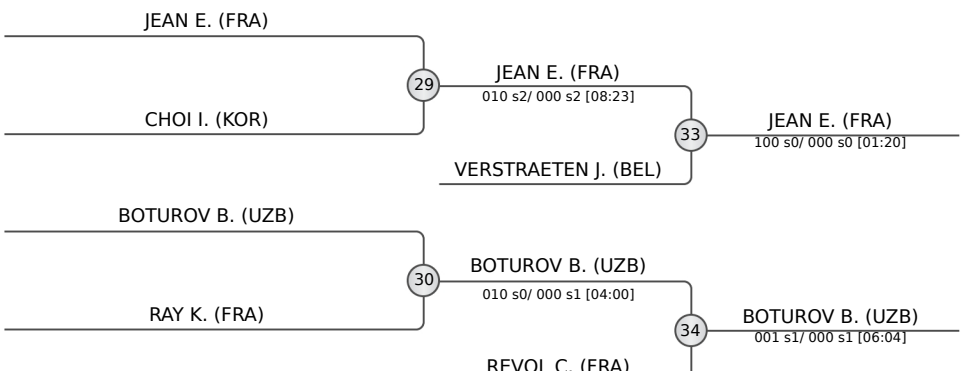 JEAN E. (FRA)
29
CHOI I. (KOR)
JEAN E. (FRA)
010 s2/ 000 s2 [08:23]
33
VERSTRAETEN J. (BEL)
JEAN E. (FRA)
100 s0/ 000 s0 [01:20]
BOTUROV B. (UZB)
30
RAY K. (FRA)
BOTUROV B. (UZB)
010 s0/ 000 s1 [04:00]
34
REVOL C. (FRA)
BOTUROV B. (UZB)
001 s1/ 000 s1 [06:04]